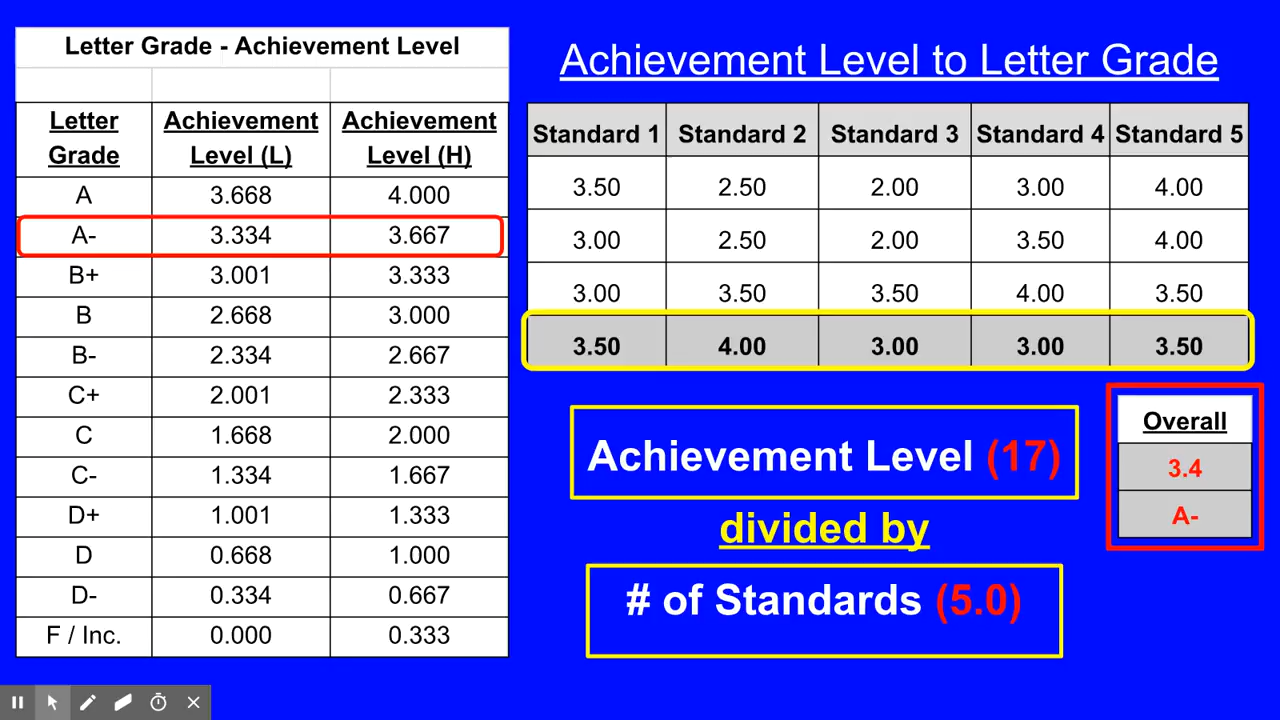 Letter Grade - Achievement Level
Letter Grade Achievement Level (L) Achievement Level (H)
A 3.668 4.000
A- 3.334 3.667
B+ 3.001 3.333
B 2.668 3.000
B- 2.334 2.667
C+ 2.001 2.333
C 1.668 2.000
C- 1.334 1.667
D+ 1.001 1.333
D 0.668 1.000
D- 0.334 0.667
F / Inc. 0.000 0.333
Achievement Level to Letter Grade
Standard 1 Standard 2 Standard 3 Standard 4 Standard 5
3.50 2.50 2.00 3.00 4.00
3.00 2.50 2.00 3.50 4.00
3.00 3.50 3.50 4.00 3.50
3.50 4.00 3.00 3.00 3.50
Achievement Level (17)
divided by
# of Standards (5.0)
Overall
3.4
A-